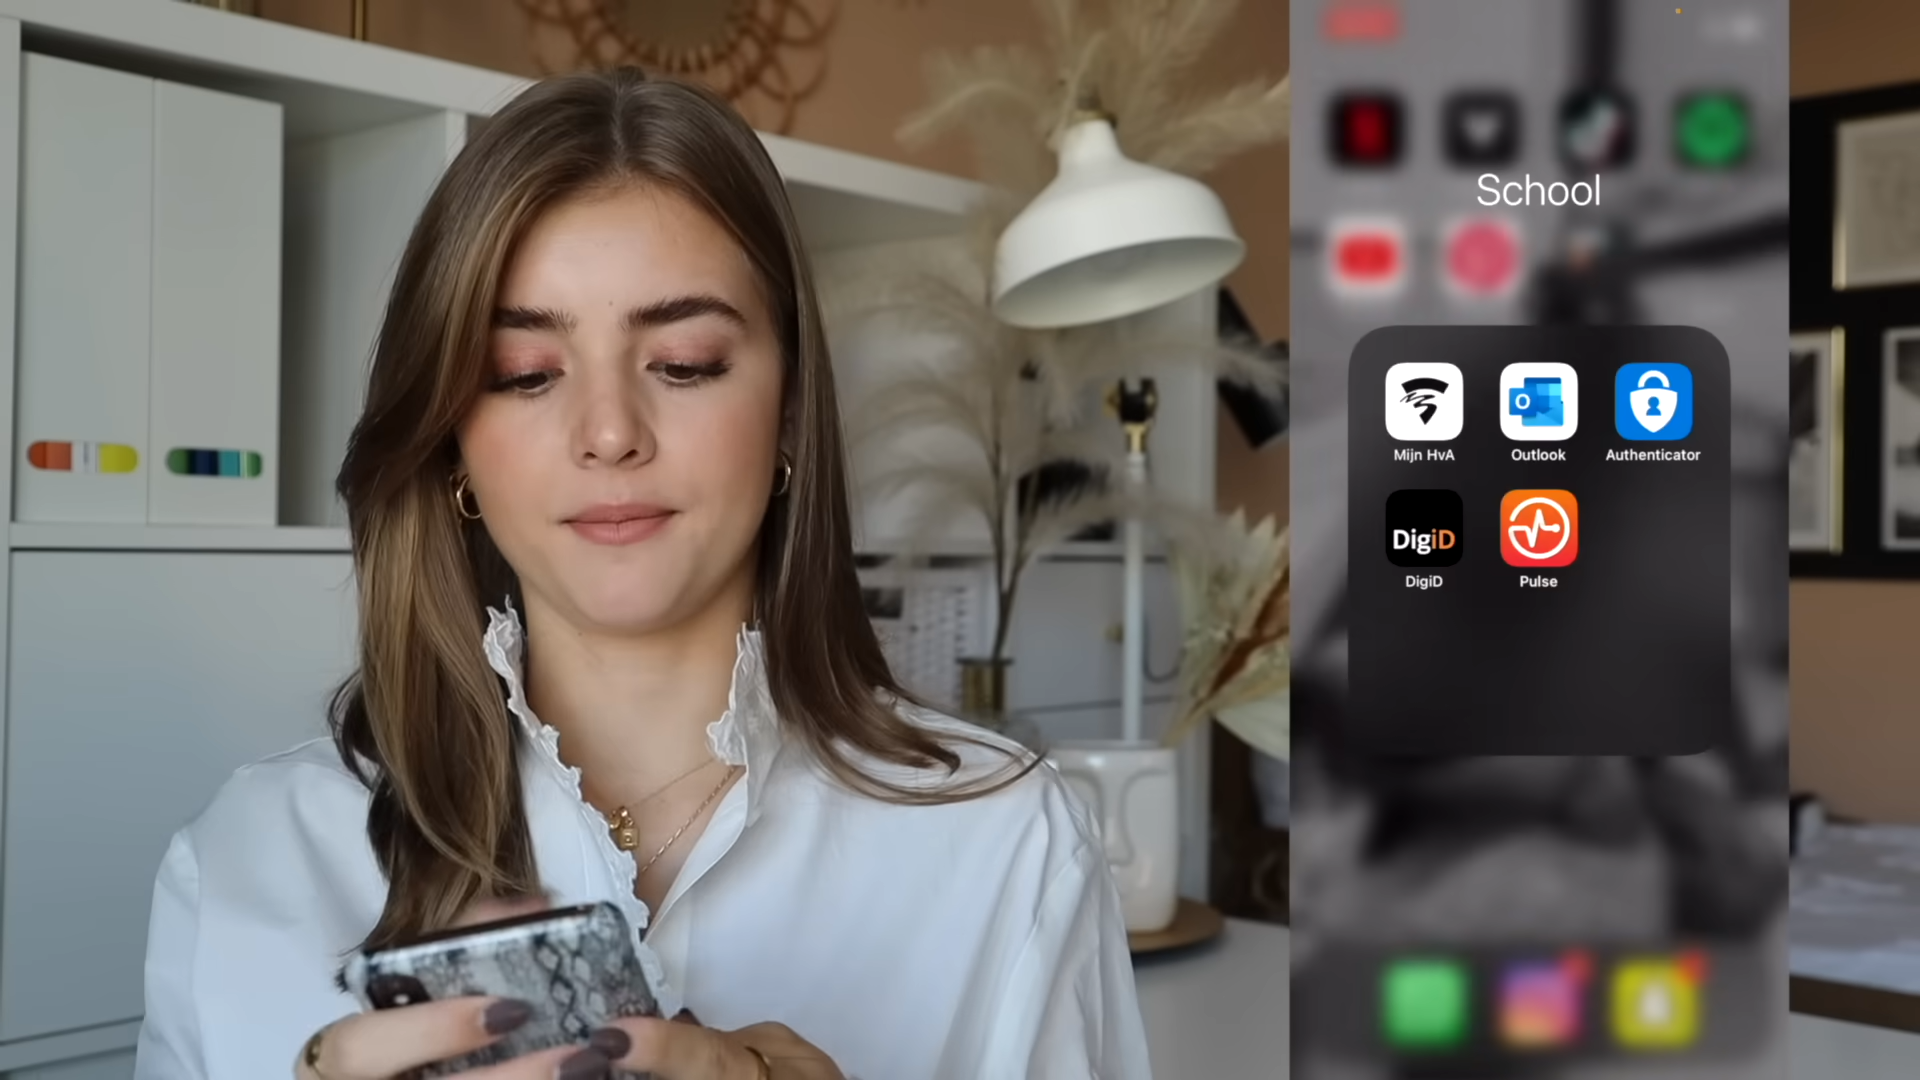 School
Mijn HvA
Outlook
Authenticator
DigiD
DigiD
Pulse